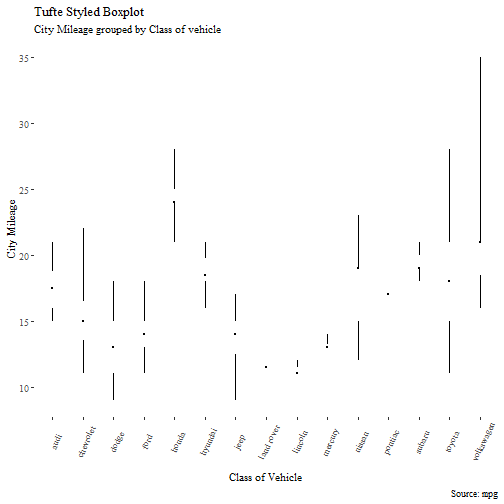 Tufte Styled Boxplot
City Mileage grouped by Class of vehicle
City Mileage
35
30
25
20
15
10
audi
chevrolet
dodge
ford
honda
hyundai
jeep
land rover
lincoln
mercury
nissan
pontiac
subaru
toyota
volkswagen
Class of Vehicle
Source: mpg